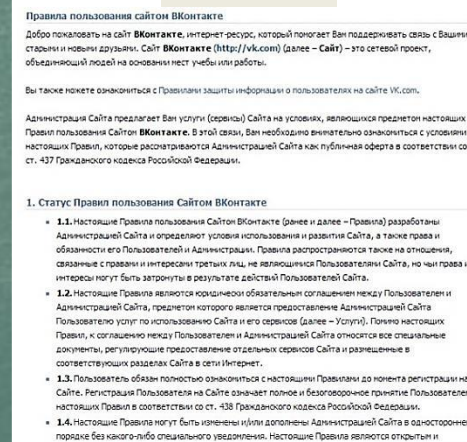 Правила пользования сайтом ВКонтакте
Добро пожаловать на сайт ВКонтакте, интернет-ресурс, который помогает Вам поддерживать связь с Вашими
старыми и новыми друзьями. Сайт ВКонтакте (http://vk.com) (далее – Сайт) – это сетевой проект,
объединяющий людей на основании мест учебы или работы.
Вы также можете ознакомиться с Правилами защиты информации о пользователях на сайте VK.com.
Администрация Сайта предлагает Вам услуги (сервисы) Сайта на условиях, являющихся предметом настоящих
Правил пользования Сайтом ВКонтакте. В этой связи, Вам необходимо внимательно ознакомиться с условиями
настоящих Правил, которые рассматриваются Администрацией Сайта как публичная оферта в соответствии со
ст. 437 Гражданского кодекса Российской Федерации.
1. Статус Правил пользования Сайтом ВКонтакте
1.1. Настоящие Правила пользования Сайтом ВКонтакте (ранее и далее – Правила) разработаны
Администрацией Сайта и определяют условия использования и развития Сайта, а также права и
обязанности его Пользователей и Администрации. Правила распространяются также на отношения,
связанные с правами и интересами третьих лиц, не являющимися Пользователями Сайта, но чьи права и
интересы могут быть затронуты в результате действий Пользователей Сайта.
1.2. Настоящие Правила являются юридически обязательным соглашением между Пользователем и
Администрацией Сайта, предметом которого является предоставление Администрацией Сайта
Пользователю услуг по использованию Сайта и его сервисов (далее – Услуги). Помимо настоящих
Правил, к соглашению между Пользователем и Администрацией Сайта относятся все специальные
документы, регулирующие предоставление отдельных сервисов Сайта и размещенные в
соответствующих разделах Сайта в сети Интернет.
1.3. Пользователь обязан полностью ознакомиться с настоящими Правилами до момента регистрации на
Сайте. Регистрация Пользователя на Сайте означает полное и безоговорочное принятие Пользователем
настоящих Правил в соответствии со ст. 438 Гражданского кодекса Российской Федерации.
1.4. Настоящие Правила могут быть изменены и/или дополнены Администрацией Сайта в одностороннем
порядке без какого-либо специального уведомления. Настоящие Правила являются открытым и